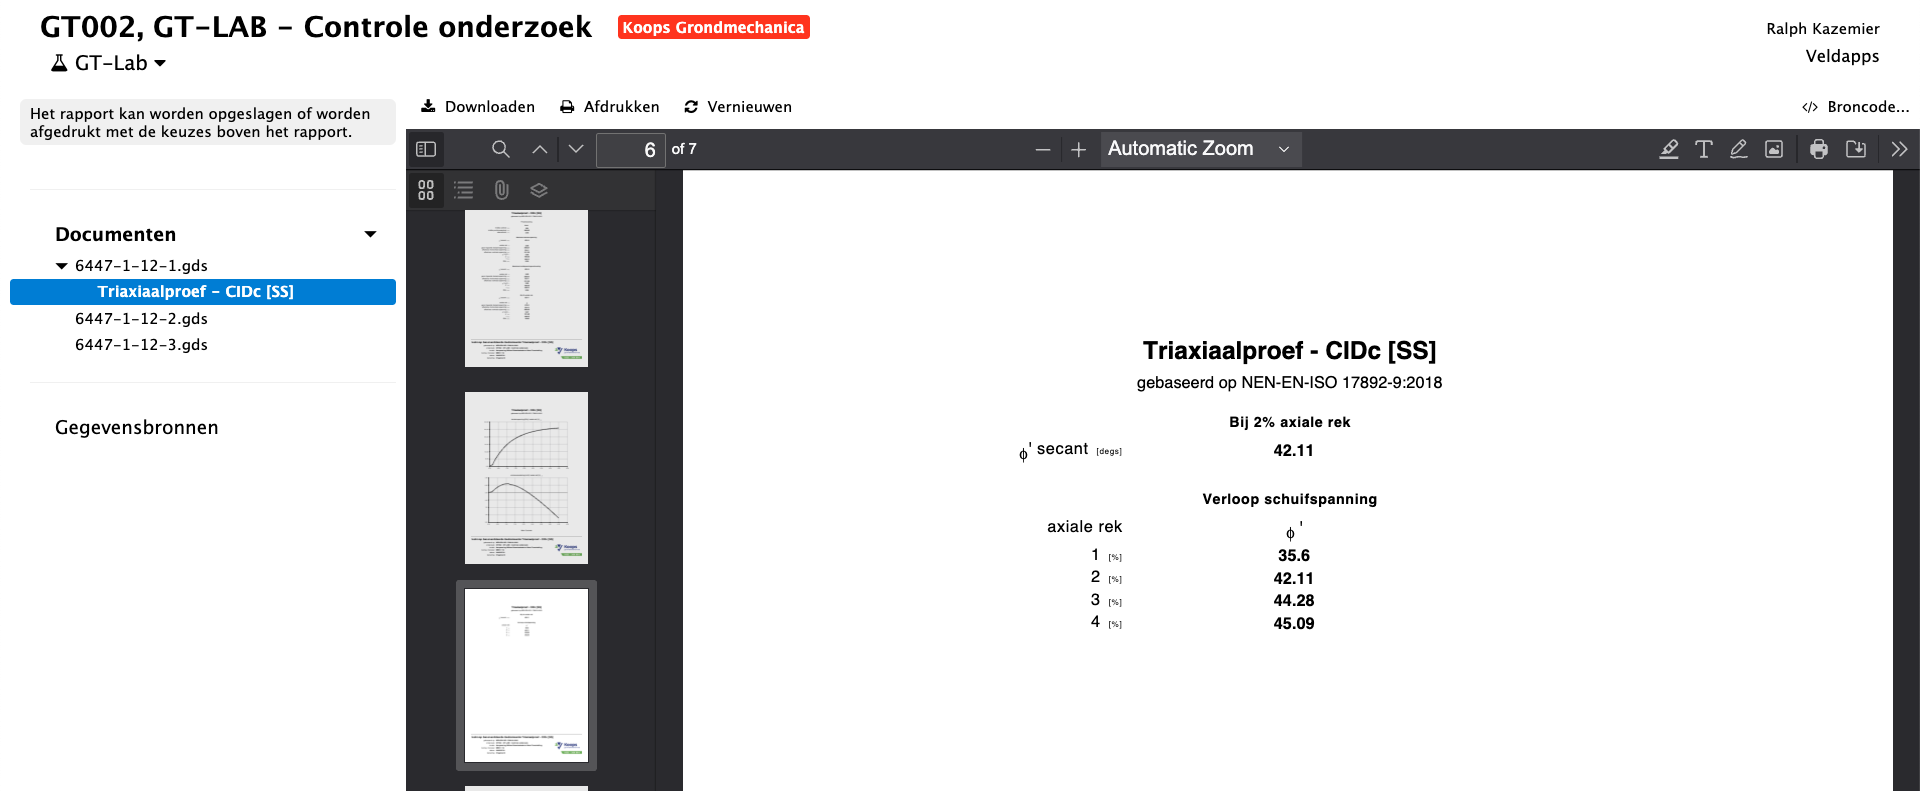 GT002, GT-LAB - Controle onderzoek
Koops Grondmechanica
GT-Lab
Ralph Kazemier
Veldapps
Het rapport kan worden opgeslagen of worden
afgedrukt met de keuzes boven het rapport.
Downloaden
Afdrukken
Vernieuwen
Broncode...
6
of 7
Automatic Zoom
Documenten
6447-1-12-1.gds
Triaxiaalproef - CIDc [SS]
6447-1-12-2.gds
6447-1-12-3.gds
Gegevensbronnen
Triaxiaalproef - CIDc [SS]
gebaseerd op NEN-EN-ISO 17892-9:2018
Bij 2% axiale rek
ϕ' secant [degs] 42.11
Verloop schuifspanning
axiale rek ϕ'
1 [%] 35.6
2 [%] 42.11
3 [%] 44.28
4 [%] 45.09
Koops
Koops
Koops